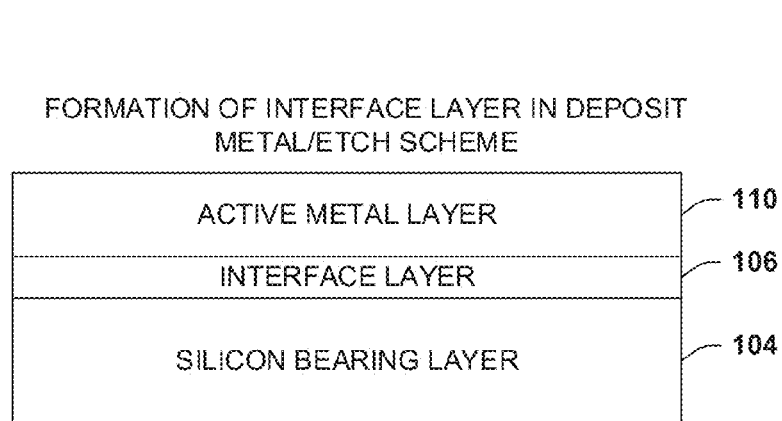 FORMATION OF INTERFACE LAYER IN DEPOSIT
METAL/ETCH SCHEME
ACTIVE METAL LAYER
110
INTERFACE LAYER
106
SILICON BEARING LAYER
104